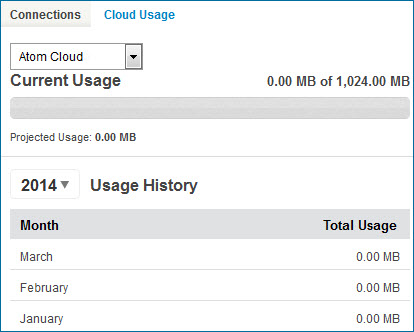 Connections Cloud Usage
Atom Cloud
Current Usage 0.00 MB of 1,024.00 MB
Projected Usage: 0.00 MB
2014 Usage History
Month Total Usage
March 0.00 MB
February 0.00 MB
January 0.00 MB